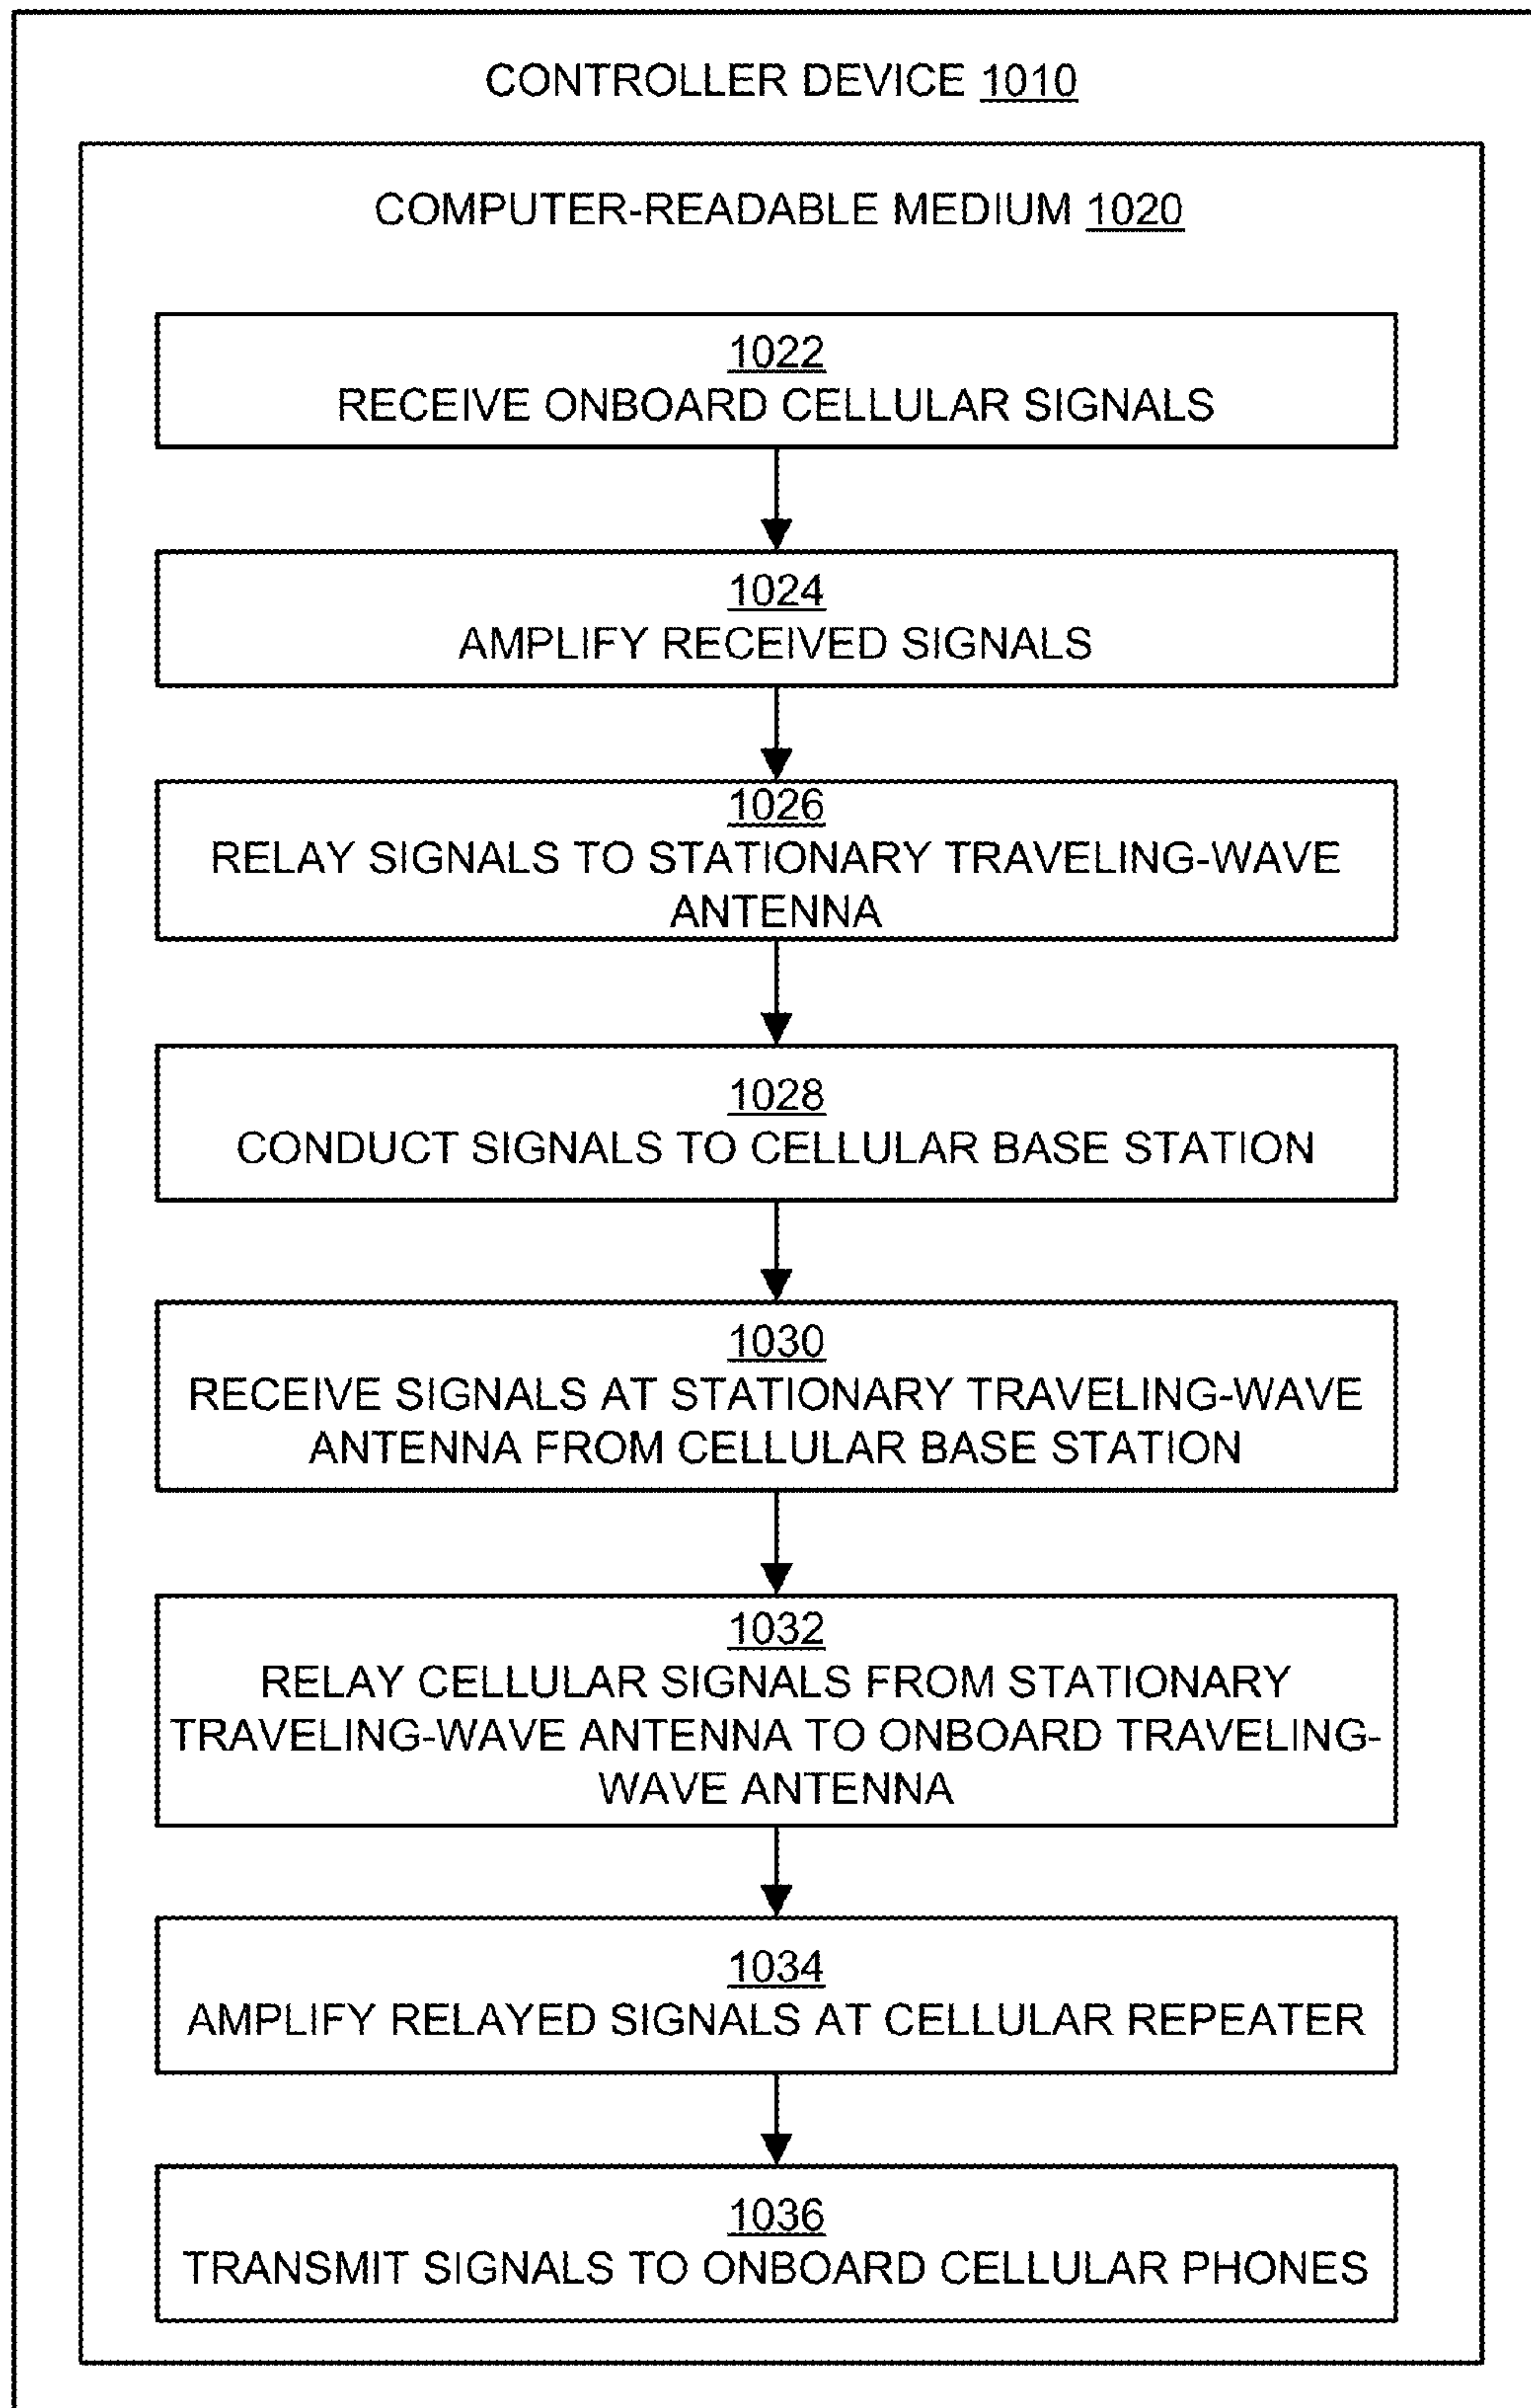 CONTROLLER DEVICE 1010
COMPUTER-READABLE MEDIUM 1020
1022
RECEIVE ONBOARD CELLULAR SIGNALS
1024
AMPLIFY RECEIVED SIGNALS
1026
RELAY SIGNALS TO STATIONARY TRAVELING-WAVE
ANTENNA
1028
CONDUCT SIGNALS TO CELLULAR BASE STATION
1030
RECEIVE SIGNALS AT STATIONARY TRAVELING-WAVE
ANTENNA FROM CELLULAR BASE STATION
1032
RELAY CELLULAR SIGNALS FROM STATIONARY
TRAVELING-WAVE ANTENNA TO ONBOARD TRAVELING-
WAVE ANTENNA
1034
AMPLIFY RELAYED SIGNALS AT CELLULAR REPEATER
1036
TRANSMIT SIGNALS TO ONBOARD CELLULAR PHONES